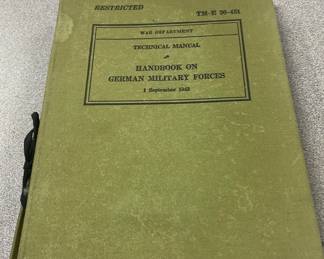 RESTRICTED
TM-E 30-451
WAR DEPARTMENT
TECHNICAL MANUAL
HANDBOOK ON
GERMAN MILITARY FORCES
1 September 1943